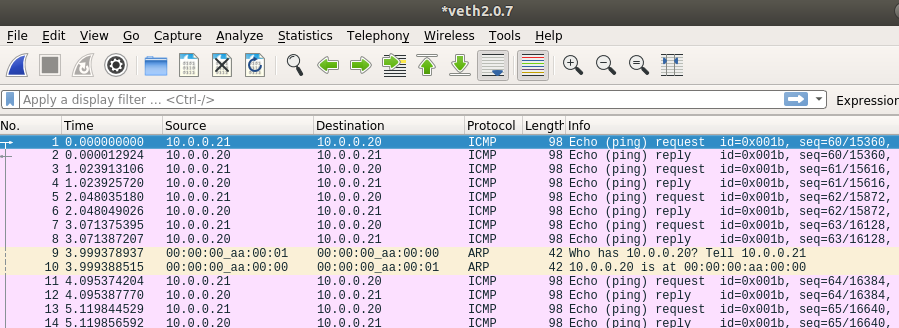 *veth2.0.7
File Edit View Go Capture Analyze Statistics Telephony Wireless Tools Help
Apply a display filter ... <Ctrl-/> Expression
No. Time Source Destination Protocol Length Info
1 0.000000000 10.0.0.21 10.0.0.20 ICMP 98 Echo (ping) request id=0x001b, seq=60/15360,
2 0.000012924 10.0.0.20 10.0.0.21 ICMP 98 Echo (ping) reply id=0x001b, seq=60/15360,
3 1.023913106 10.0.0.21 10.0.0.20 ICMP 98 Echo (ping) request id=0x001b, seq=61/15616,
4 1.023925720 10.0.0.20 10.0.0.21 ICMP 98 Echo (ping) reply id=0x001b, seq=61/15616,
5 2.048035180 10.0.0.21 10.0.0.20 ICMP 98 Echo (ping) request id=0x001b, seq=62/15872,
6 2.048049026 10.0.0.20 10.0.0.21 ICMP 98 Echo (ping) reply id=0x001b, seq=62/15872,
7 3.071375395 10.0.0.21 10.0.0.20 ICMP 98 Echo (ping) request id=0x001b, seq=63/16128,
8 3.071387207 10.0.0.20 10.0.0.21 ICMP 98 Echo (ping) reply id=0x001b, seq=63/16128,
9 3.999378937 00:00:00_aa:00:01 00:00:00_aa:00:00 ARP 42 Who has 10.0.0.20? Tell 10.0.0.21
10 3.999388515 00:00:00_aa:00:00 00:00:00_aa:00:01 ARP 42 10.0.0.20 is at 00:00:00:aa:00:00
11 4.095374204 10.0.0.21 10.0.0.20 ICMP 98 Echo (ping) request id=0x001b, seq=64/16384,
12 4.095387770 10.0.0.20 10.0.0.21 ICMP 98 Echo (ping) reply id=0x001b, seq=64/16384,
13 5.119844529 10.0.0.21 10.0.0.20 ICMP 98 Echo (ping) request id=0x001b, seq=65/16640,
14 5.119856592 10.0.0.20 10.0.0.21 ICMP 98 Echo (ping) reply id=0x001b, seq=65/16640,